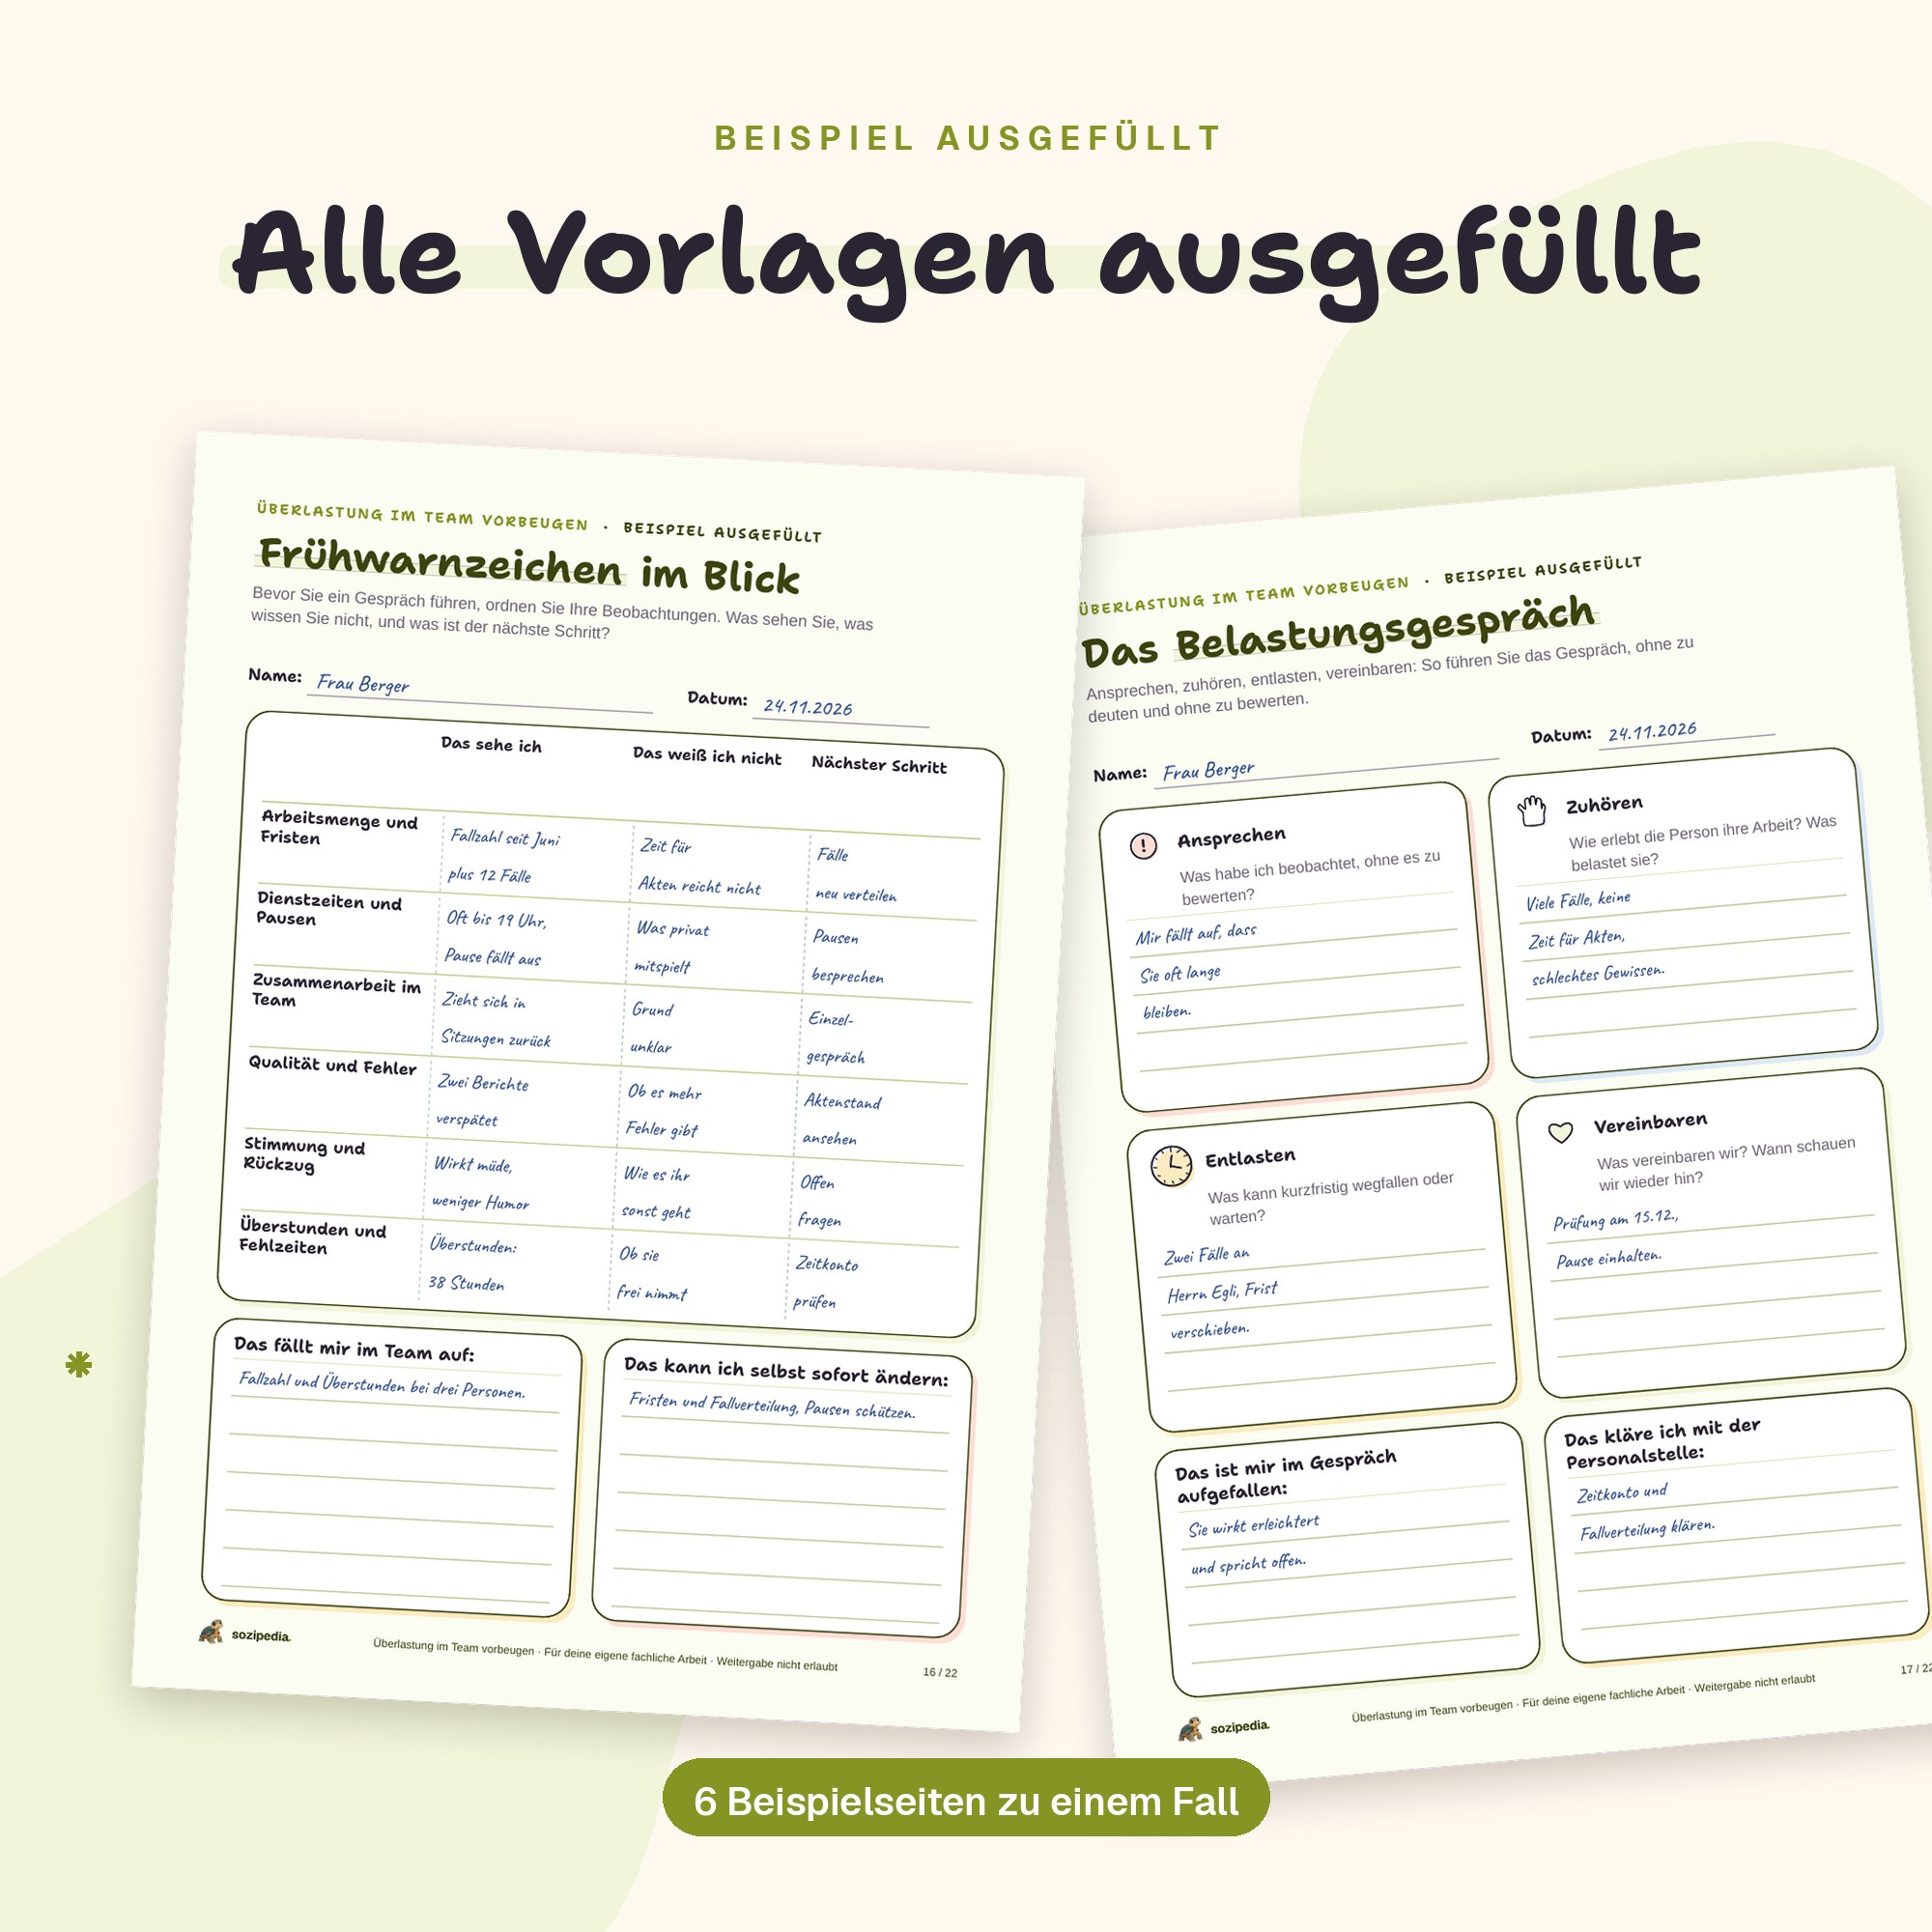 BEISPIEL AUSGEFÜLLT
Alle Vorlagen ausgefüllt
ÜBERLASTUNG IM TEAM VORBEUGEN · BEISPIEL AUSGEFÜLLT
Frühwarnzeichen im Blick
Bevor Sie ein Gespräch führen, ordnen Sie Ihre Beobachtungen. Was sehen Sie, was
wissen Sie nicht, und was ist der nächste Schritt?
Name: Frau Berger Datum: 24.11.2026
Das sehe ich Das weiß ich nicht Nächster Schritt
Arbeitsmenge und
Fristen
Fallzahl seit Juni
plus 12 Fälle
Zeit für
Akten reicht nicht
Fälle
neu verteilen
Dienstzeiten und
Pausen
Oft bis 19 Uhr,
Pause fällt aus
Was privat
mitspielt
Pausen
besprechen
Zusammenarbeit im
Team
Zieht sich in
Sitzungen zurück
Grund
unklar
Einzel-
gespräch
Qualität und Fehler
Zwei Berichte
verspätet
Ob es mehr
Fehler gibt
Aktenstand
ansehen
Stimmung und
Rückzug
Wirkt müde,
weniger Humor
Wie es ihr
sonst geht
Offen
fragen
Überstunden und
Fehlzeiten
Überstunden:
38 Stunden
Ob sie
frei nimmt
Zeitkonto
prüfen
Das fällt mir im Team auf:
Fallzahl und Überstunden bei drei Personen.
Das kann ich selbst sofort ändern:
Fristen und Fallverteilung, Pausen schützen.
sozipedia.
Überlastung im Team vorbeugen · Für deine eigene fachliche Arbeit · Weitergabe nicht erlaubt
16 / 22
ÜBERLASTUNG IM TEAM VORBEUGEN · BEISPIEL AUSGEFÜLLT
Das Belastungsgespräch
Ansprechen, zuhören, entlasten, vereinbaren: So führen Sie das Gespräch, ohne zu
deuten und ohne zu bewerten.
Name: Frau Berger Datum: 24.11.2026
Ansprechen
Was habe ich beobachtet, ohne es zu
bewerten?
Mir fällt auf, dass
Sie oft lange
bleiben.
Zuhören
Wie erlebt die Person ihre Arbeit? Was
belastet sie?
Viele Fälle, keine
Zeit für Akten,
schlechtes Gewissen.
Entlasten
Was kann kurzfristig wegfallen oder
warten?
Zwei Fälle an
Herrn Egli, Frist
verschieben.
Vereinbaren
Was vereinbaren wir? Wann schauen
wir wieder hin?
Prüfung am 15.12.,
Pause einhalten.
Das ist mir im Gespräch
aufgefallen:
Sie wirkt erleichtert
und spricht offen.
Das kläre ich mit der
Personalstelle:
Zeitkonto und
Fallverteilung klären.
sozipedia.
Überlastung im Team vorbeugen · Für deine eigene fachliche Arbeit · Weitergabe nicht erlaubt
17 / 22
6 Beispielseiten zu einem Fall